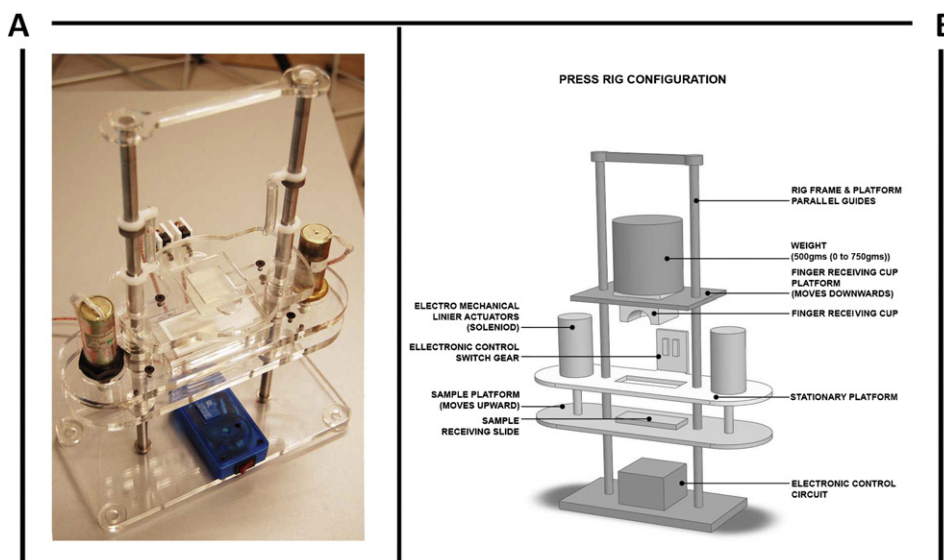 A
PRESS RIG CONFIGURATION
RIG FRAME & PLATFORM
PARALLEL GUIDES
WEIGHT
(500gms (0 to 750gms))
FINGER RECEIVING CUP
PLATFORM
(MOVES DOWNWARDS)
FINGER RECEIVING CUP
ELECTRO MECHANICAL
LINIER ACTUATORS
(SOLENIOD)
ELLECTRONIC CONTROL
SWITCH GEAR
SAMPLE PLATFORM
(MOVES UPWARD)
SAMPLE
RECEIVING SLIDE
STATIONARY PLATFORM
ELECTRONIC CONTROL
CIRCUIT